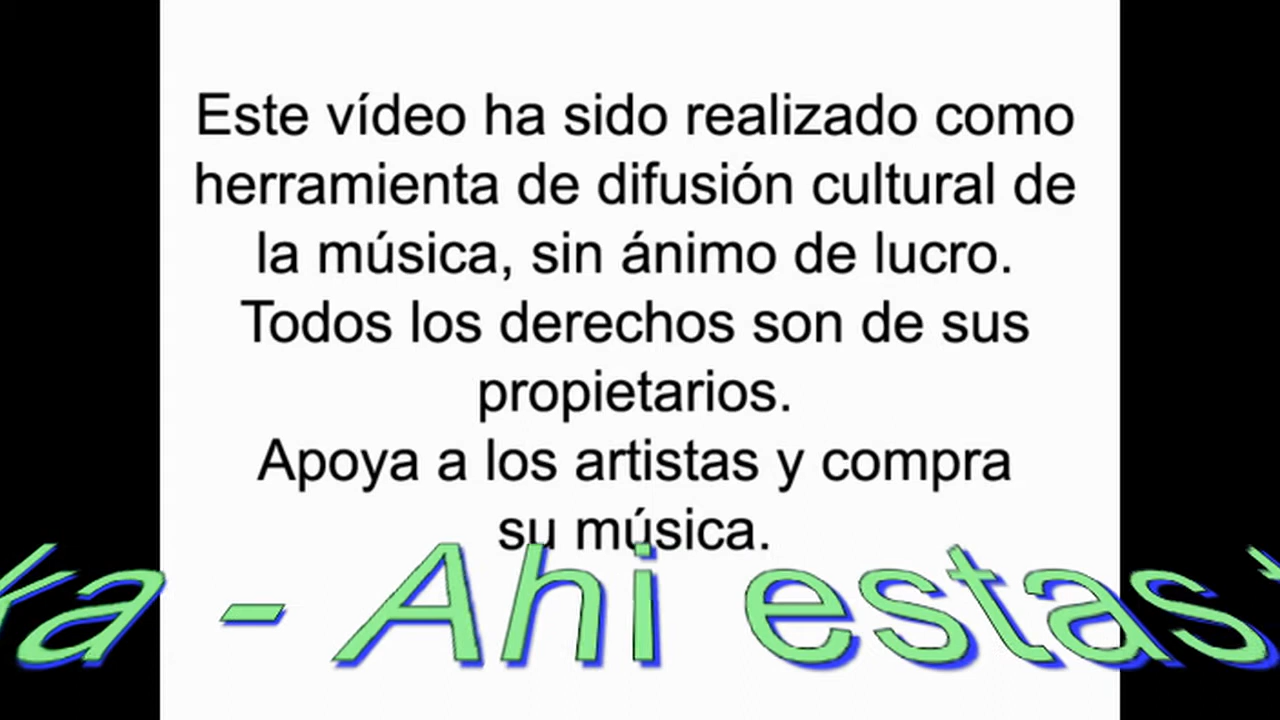 Este vídeo ha sido realizado como
herramienta de difusión cultural de
la música, sin ánimo de lucro.
Todos los derechos son de sus
propietarios.
Apoya a los artistas y compra
su música.
ka - Ahi estas